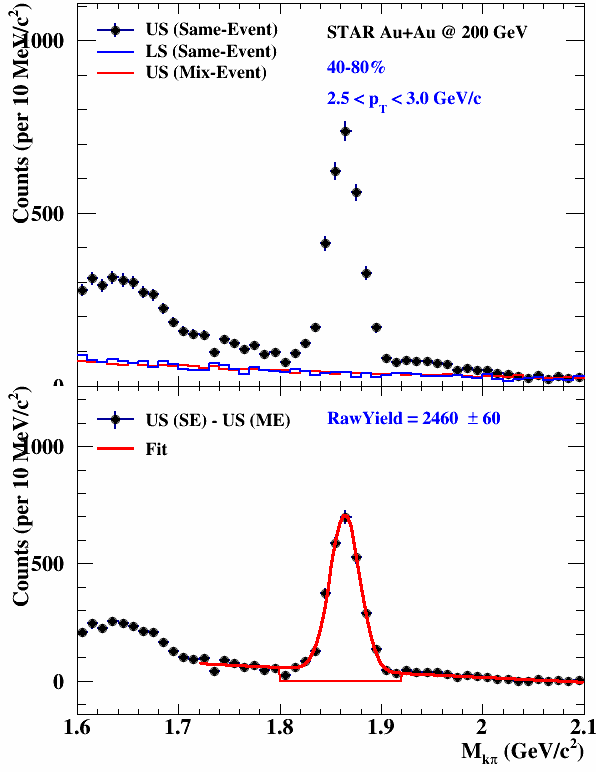 US (Same-Event)
LS (Same-Event)
US (Mix-Event)
STAR Au+Au @ 200 GeV
40-80%
2.5 < p_T < 3.0 GeV/c
Counts (per 10 MeV/c²)
1000
500
0
US (SE) - US (ME)
Fit
RawYield = 2460 ± 60
Counts (per 10 MeV/c²)
1000
500
0
1.6 1.7 1.8 1.9 2 2.1
M_kπ (GeV/c²)